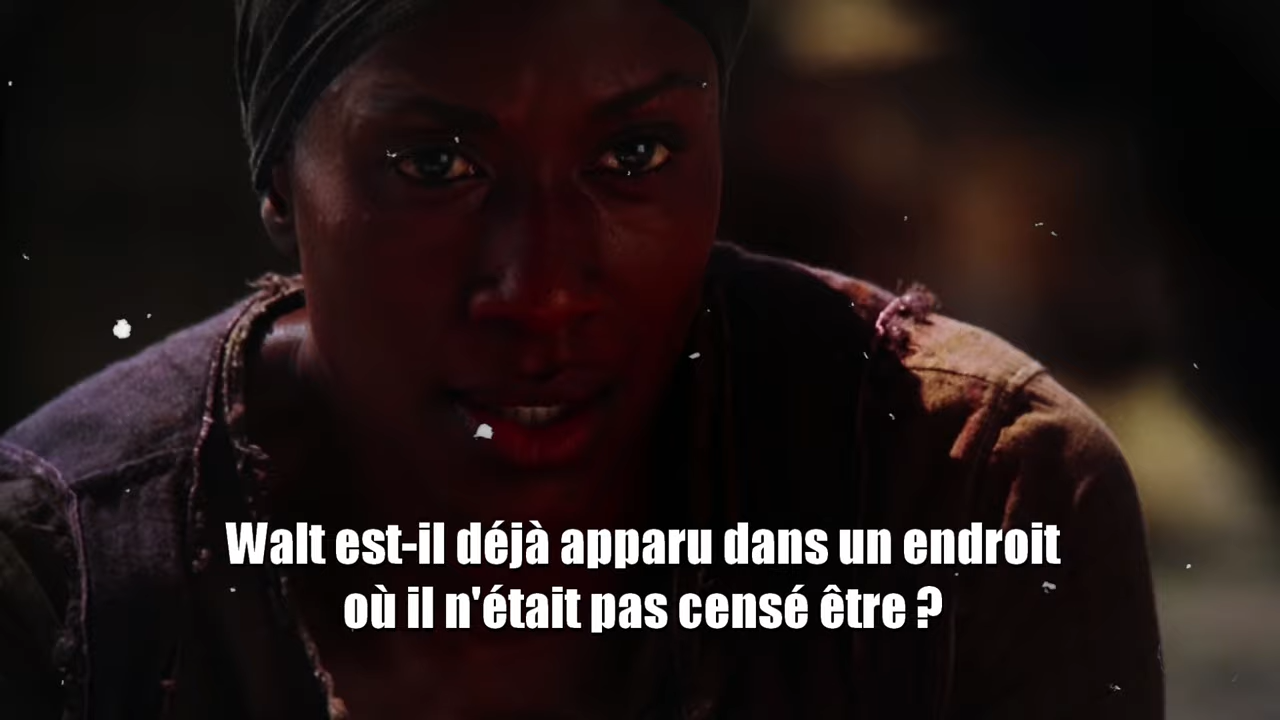 Walt est-il déjà apparu dans un endroit
où il n'était pas censé être ?